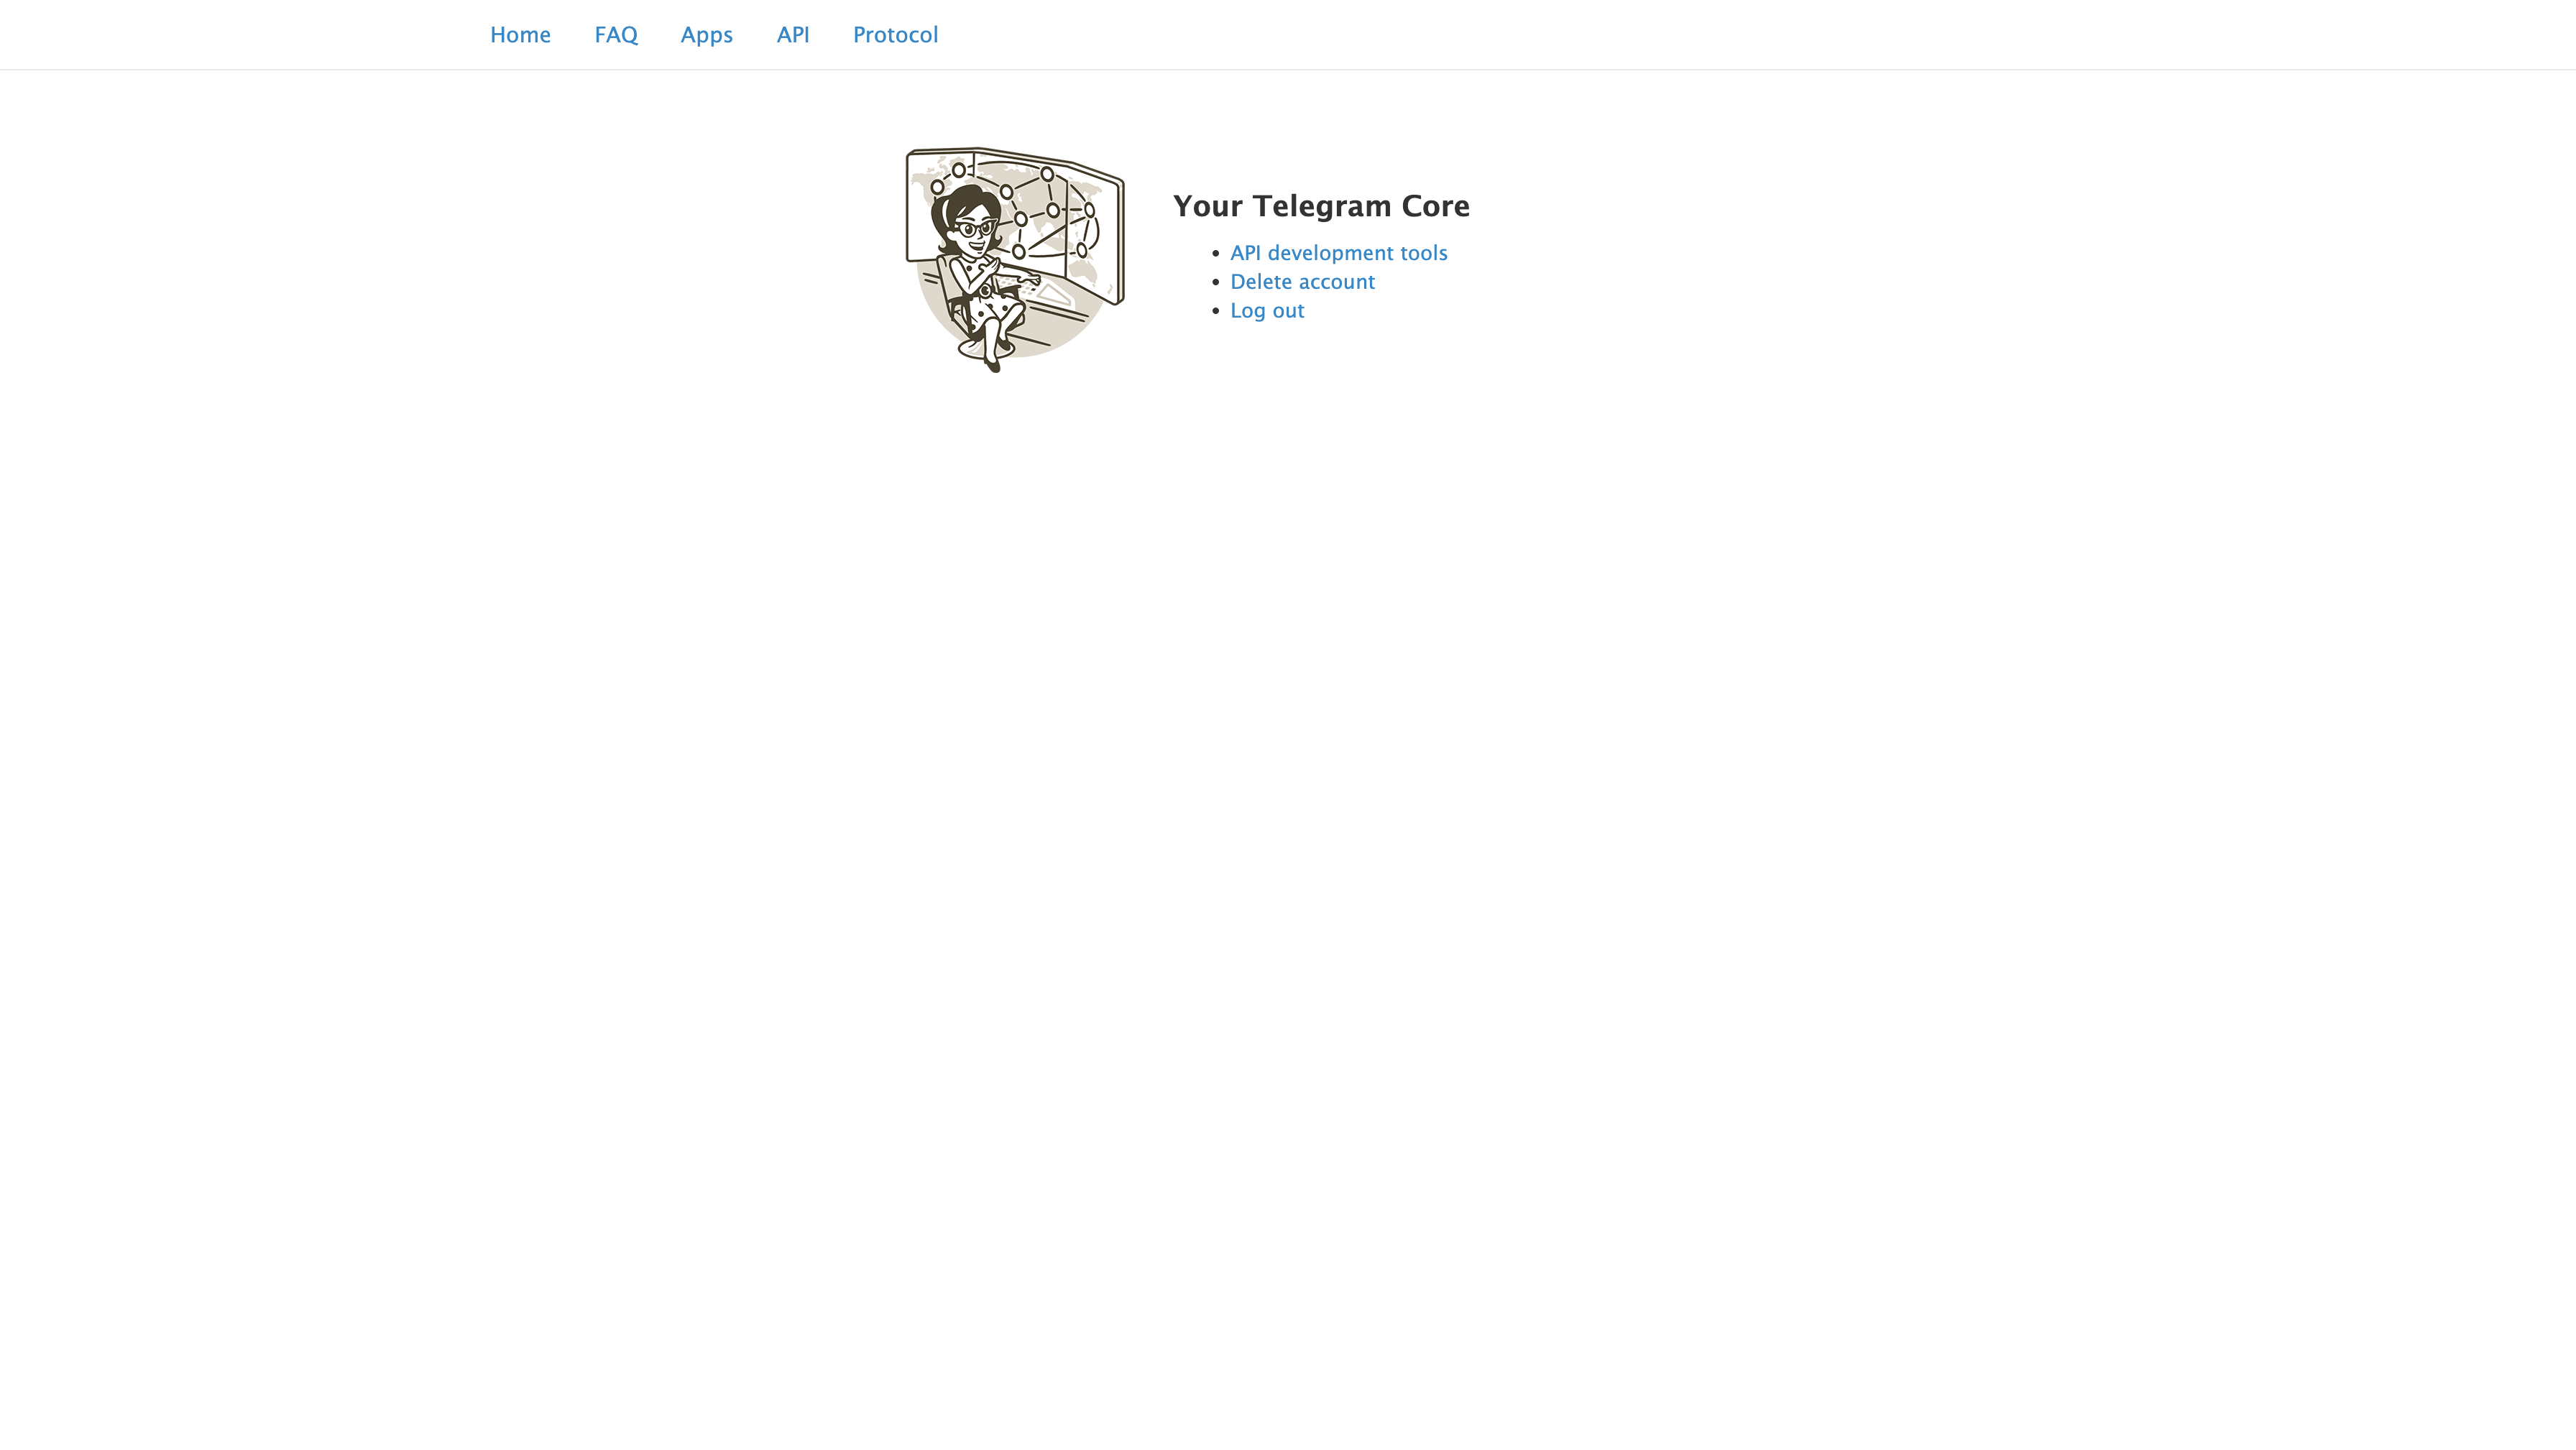 Home FAQ Apps API Protocol
Your Telegram Core
• API development tools
• Delete account
• Log out